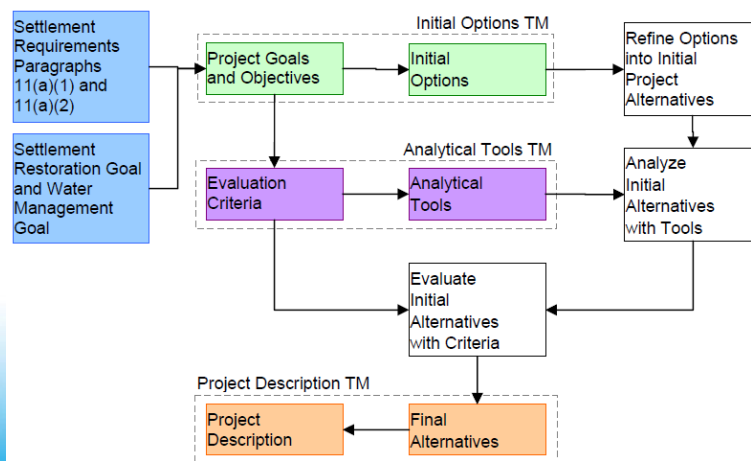 Initial Options TM
Settlement
Requirements
Paragraphs
11(a)(1) and
11(a)(2)
Project Goals
and Objectives
Initial
Options
Refine Options
into Initial
Project
Alternatives
Analytical Tools TM
Settlement
Restoration Goal
and Water
Management
Goal
Evaluation
Criteria
Analytical
Tools
Analyze
Initial
Alternatives
with Tools
Evaluate
Initial
Alternatives
with Criteria
Project Description TM
Project
Description
Final
Alternatives